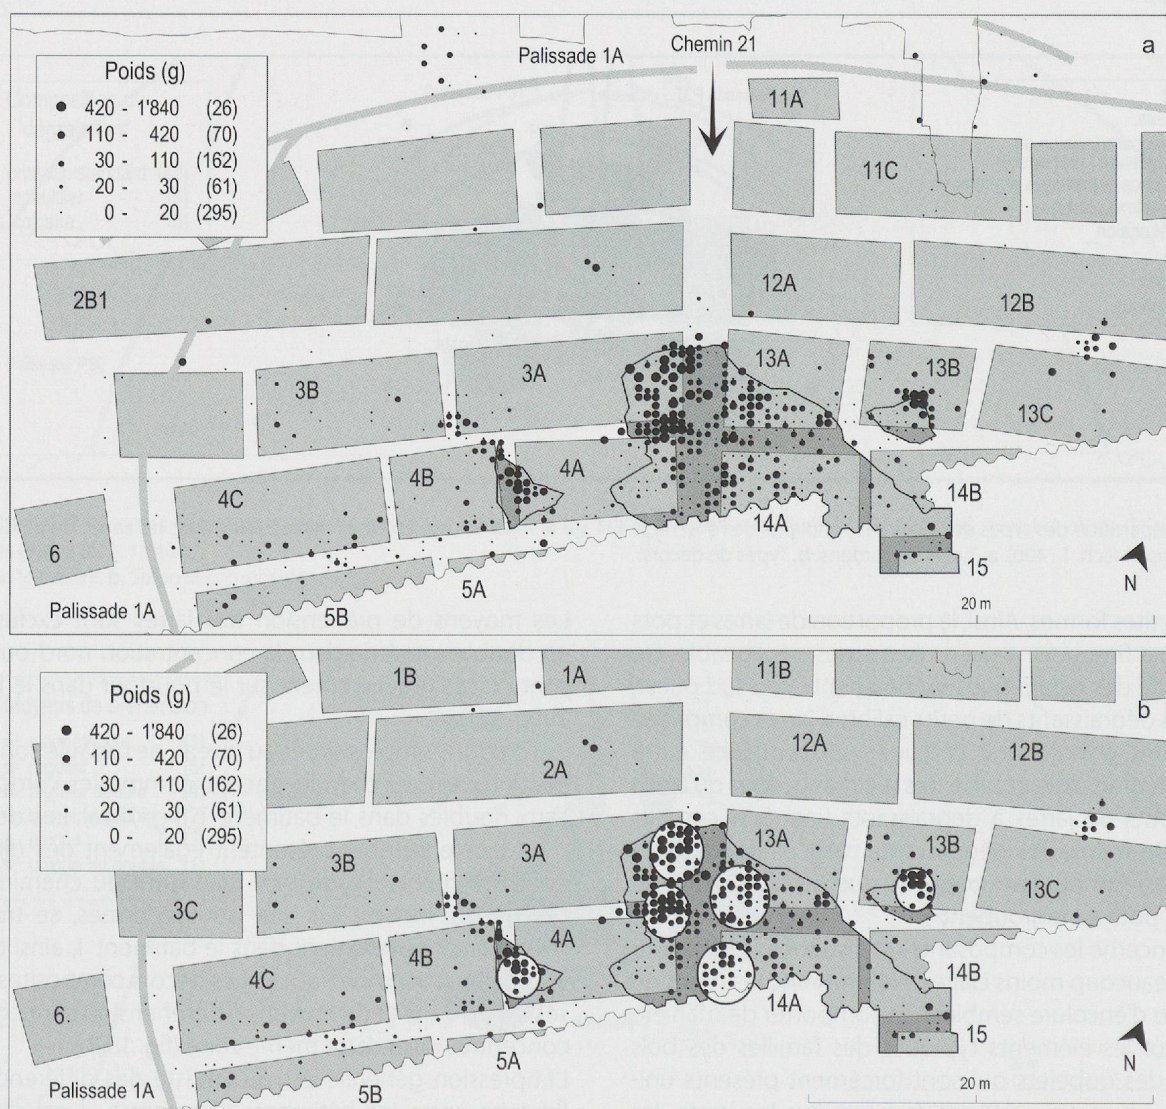 a
Palissade 1A
Chemin 21
Poids (g)
420 - 1'840 (26)
110 - 420 (70)
30 - 110 (162)
20 - 30 (61)
0 - 20 (295)
11A
11C
2B1
12A
12B
3B
3A
13A
13B
13C
4C
4B
4A
14A
14B
6
15
5A
5B
Palissade 1A
N
20 m
b
1B
1A
11B
Poids (g)
420 - 1'840 (26)
110 - 420 (70)
30 - 110 (162)
20 - 30 (61)
0 - 20 (295)
2A
12A
12B
3C
3B
3A
13A
13B
13C
4C
4B
4A
14A
14B
6
15
5A
5B
Palissade 1A
N
20 m